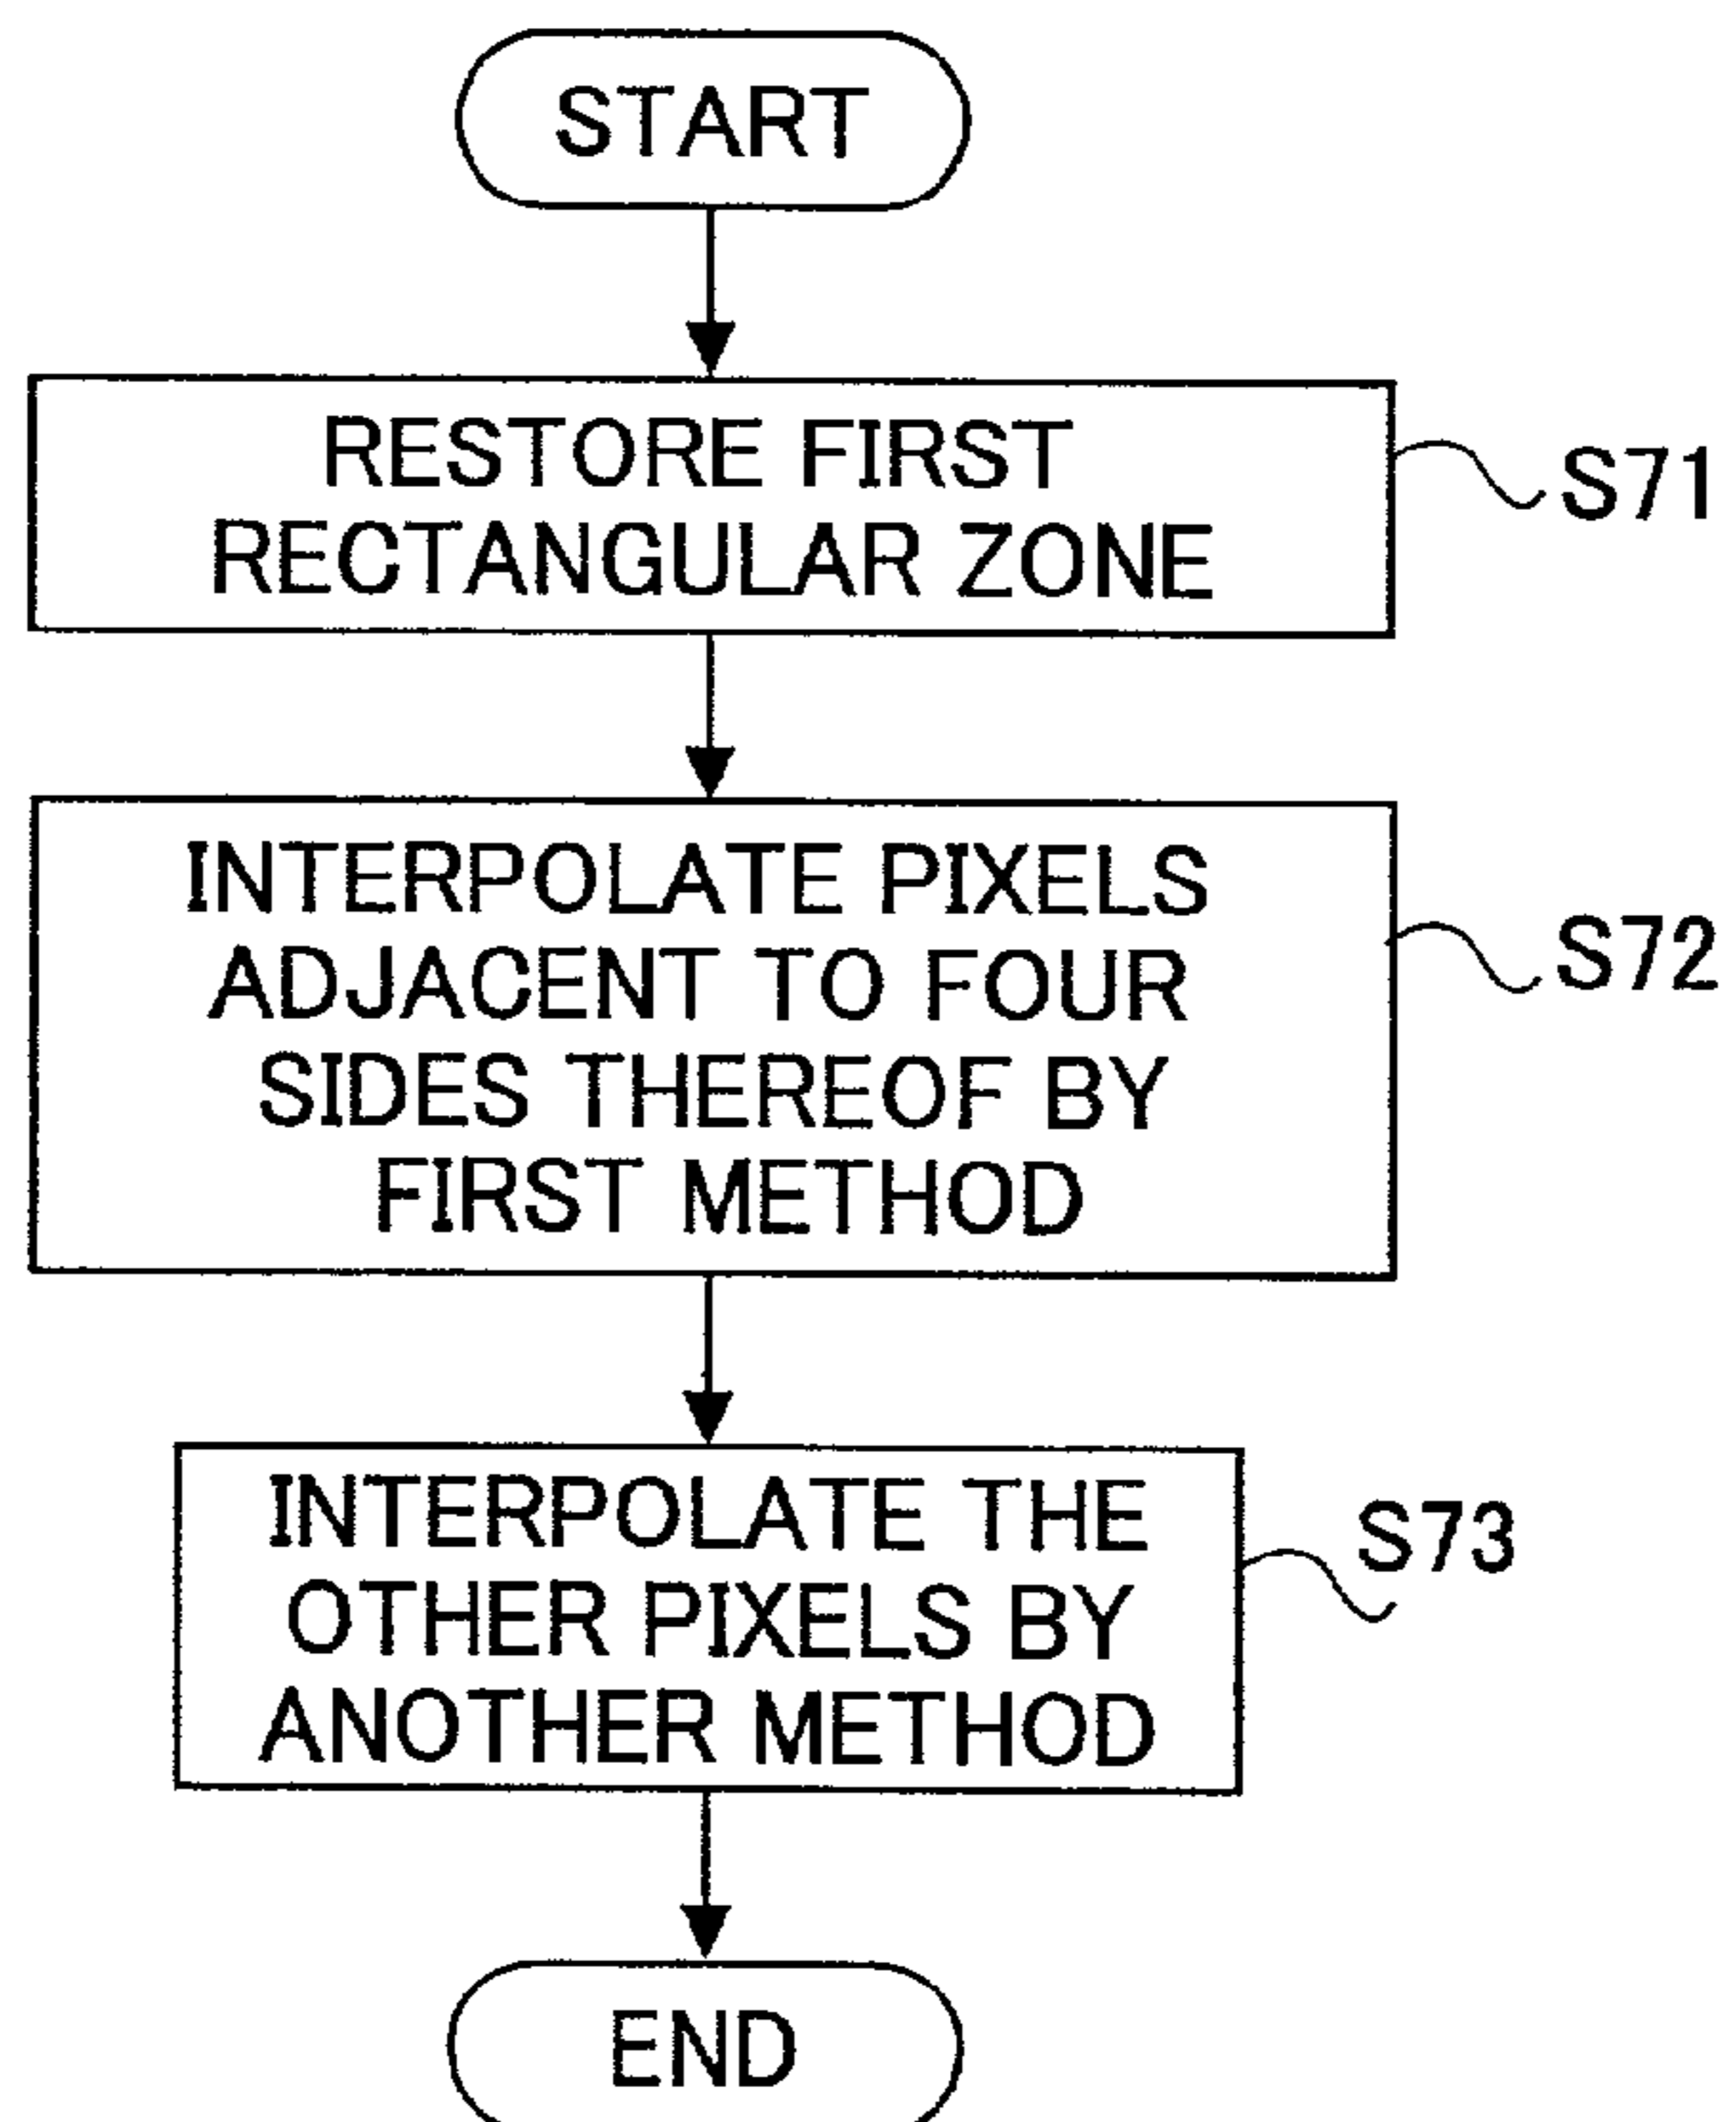 START
RESTORE FIRST
RECTANGULAR ZONE
S71
INTERPOLATE PIXELS
ADJACENT TO FOUR
SIDES THEREOF BY
FIRST METHOD
S72
INTERPOLATE THE
OTHER PIXELS BY
ANOTHER METHOD
S73
END